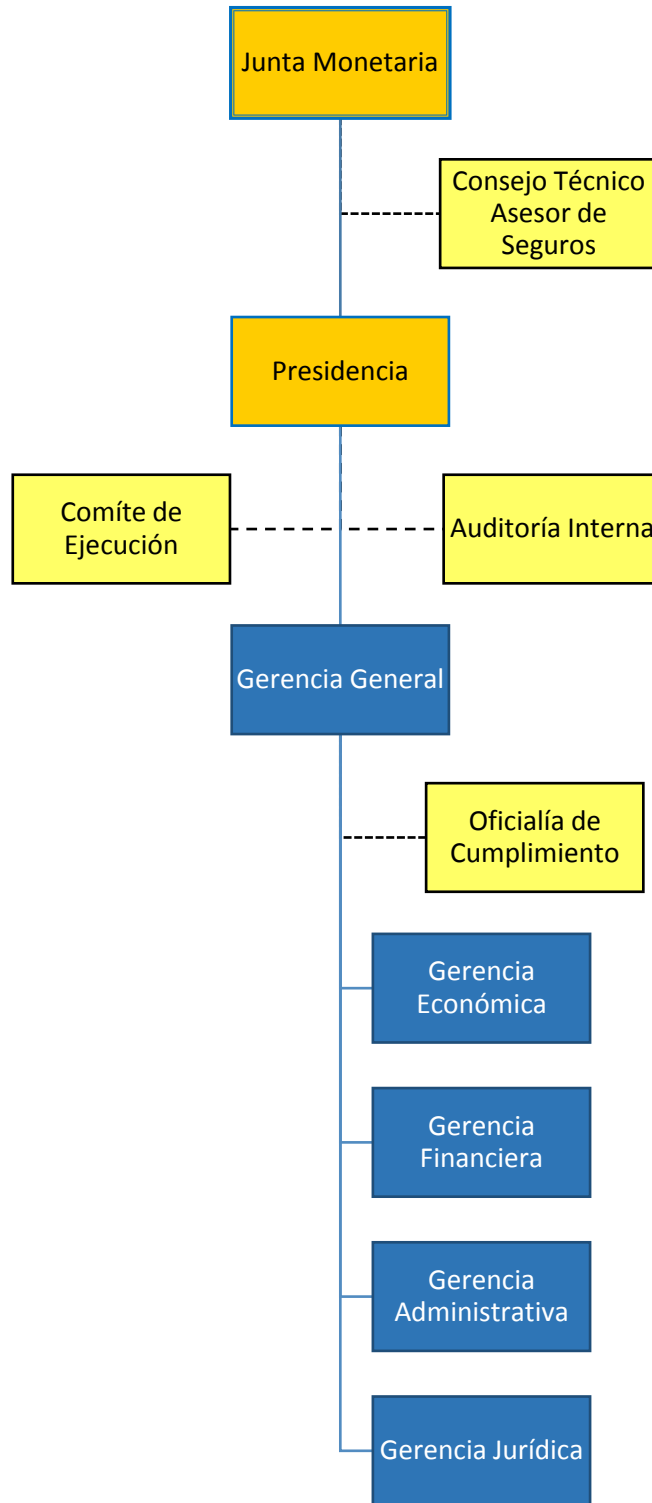 Junta Monetaria
Consejo Técnico
Asesor de
Seguros
Presidencia
Comíte de
Ejecución
Auditoría Interna
Gerencia General
Oficialía de
Cumplimiento
Gerencia
Económica
Gerencia
Financiera
Gerencia
Administrativa
Gerencia Jurídica